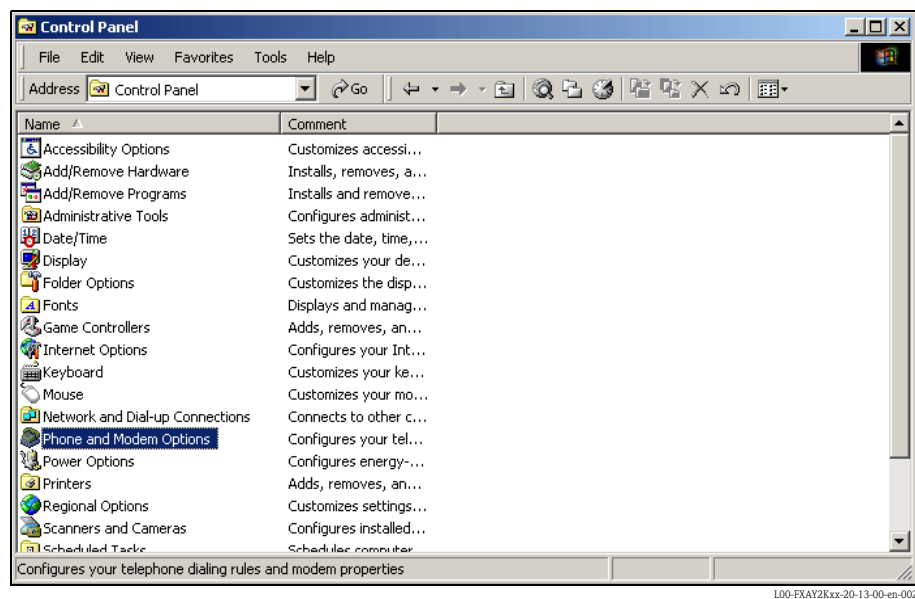 Control Panel
File Edit View Favorites Tools Help
Address Control Panel Go
Name Comment
Accessibility Options Customizes accessi...
Add/Remove Hardware Installs, removes, a...
Add/Remove Programs Installs and remove...
Administrative Tools Configures administ...
Date/Time Sets the date, time,...
Display Customizes your de...
Folder Options Customizes the disp...
Fonts Displays and manag...
Game Controllers Adds, removes, an...
Internet Options Configures your Int...
Keyboard Customizes your ke...
Mouse Customizes your mo...
Network and Dial-up Connections Connects to other c...
Phone and Modem Options Configures your tel...
Power Options Configures energy-...
Printers Adds, removes, an...
Regional Options Customizes settings...
Scanners and Cameras Configures installed...
Scheduled Tasks Schedules computer
Configures your telephone dialing rules and modem properties
L00-FXAY2Kxx-20-13-00-en-002